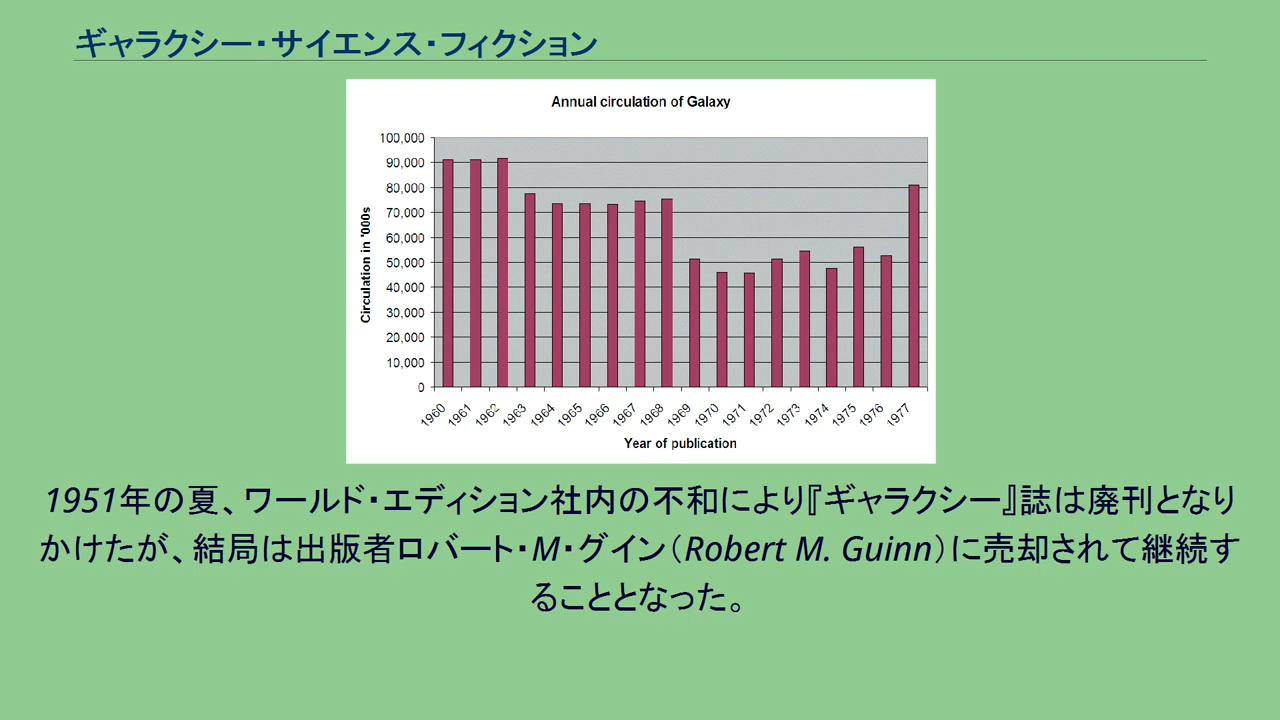 ギャラクシー・サイエンス・フィクション
Annual circulation of Galaxy
100,000
90,000
80,000
70,000
60,000
50,000
40,000
30,000
20,000
10,000
0
Circulation in '000s
1960 1961 1962 1963 1964 1965 1966 1967 1968 1969 1970 1971 1972 1973 1974 1975 1976 1977
Year of publication
1951年の夏、ワールド・エディション社内の不和により『ギャラクシー』誌は廃刊となり
かけたが、結局は出版者ロバート・M・グイン（Robert M. Guinn）に売却されて継続す
ることとなった。